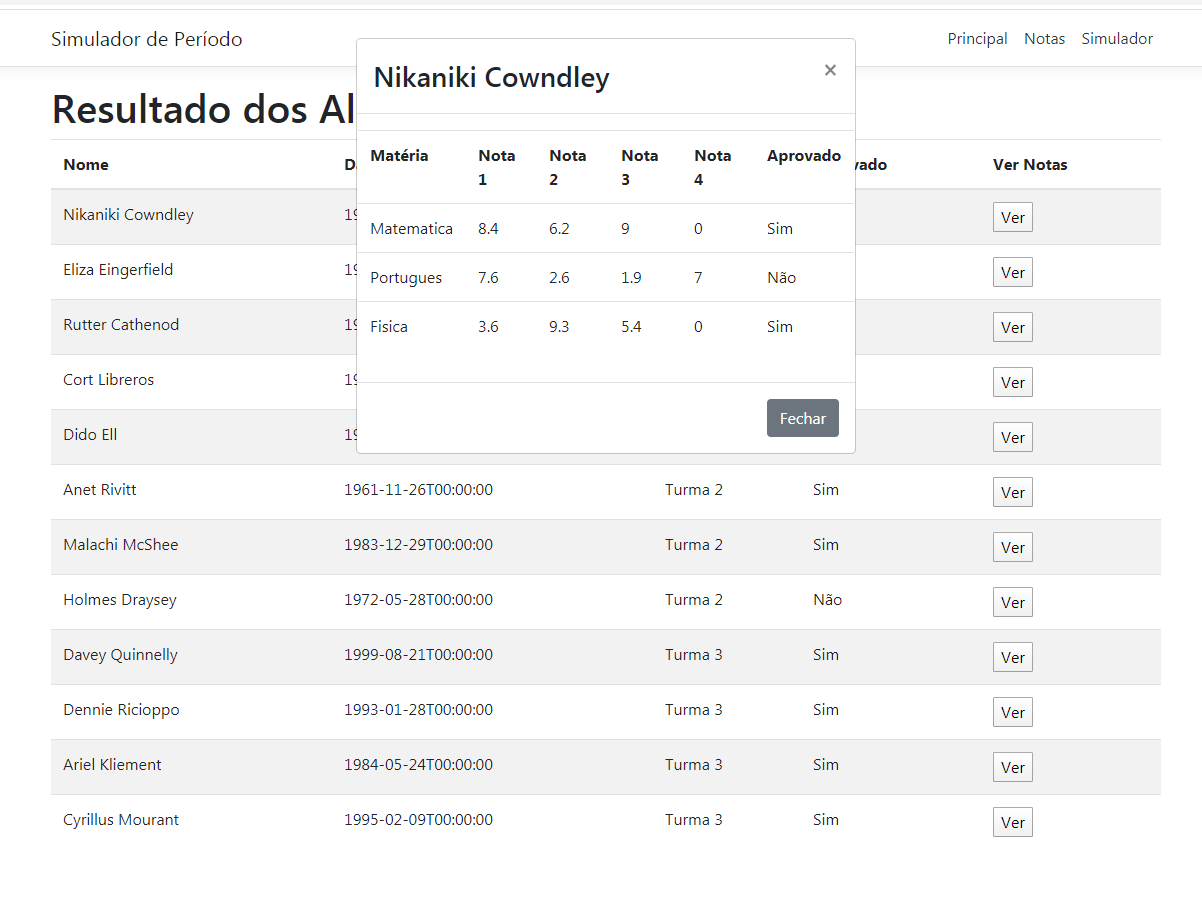 Simulador de Período
Principal Notas Simulador
Nikaniki Cowndley ×
Resultado dos
Matéria Nota 1 Nota 2 Nota 3 Nota 4 Aprovado
Matematica 8.4 6.2 9 0 Sim
Portugues 7.6 2.6 1.9 7 Não
Fisica 3.6 9.3 5.4 0 Sim
Fechar
Nome Ver Notas
Nikaniki Cowndley Ver
Eliza Eingerfield Ver
Rutter Cathenod Ver
Cort Libreros Ver
Dido Ell Ver
Anet Rivitt 1961-11-26T00:00:00 Turma 2 Sim Ver
Malachi McShee 1983-12-29T00:00:00 Turma 2 Sim Ver
Holmes Draysey 1972-05-28T00:00:00 Turma 2 Não Ver
Davey Quinnelly 1999-08-21T00:00:00 Turma 3 Sim Ver
Dennie Ricioppo 1993-01-28T00:00:00 Turma 3 Sim Ver
Ariel Kliement 1984-05-24T00:00:00 Turma 3 Sim Ver
Cyrillus Mourant 1995-02-09T00:00:00 Turma 3 Sim Ver